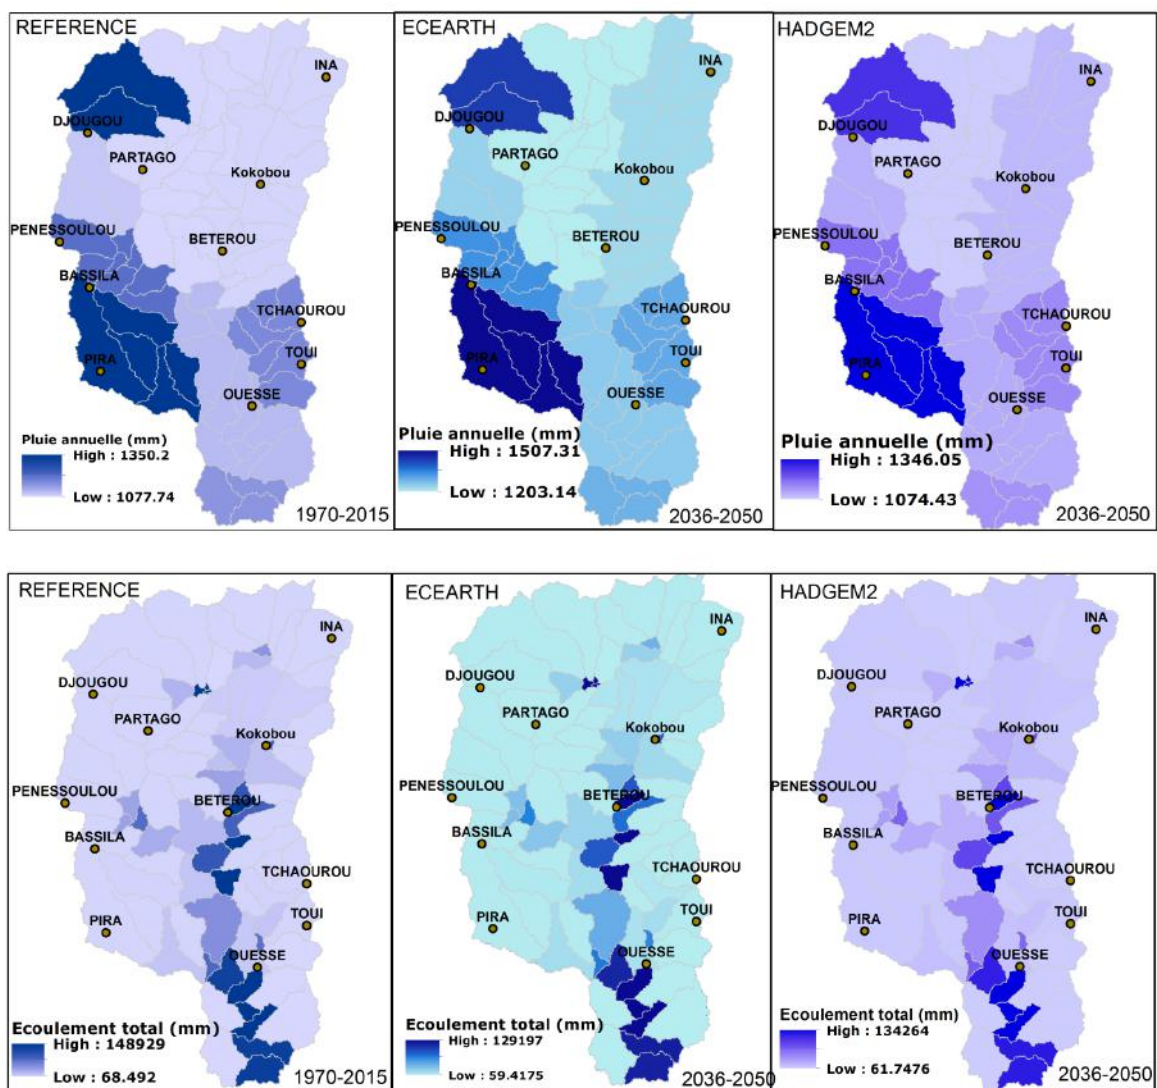 REFERENCE
INA
DJOUGOU
PARTAGO
Kokobou
PENESSOULOU
BETEROU
BASSILA
TCHAOUROU
PIRA
TOUI
OUESSE
Pluie annuelle (mm)
High : 1350.2
Low : 1077.74
1970-2015
ECEARTH
INA
DJOUGOU
PARTAGO
Kokobou
PENESSOULOU
BETEROU
BASSILA
TCHAOUROU
PIRA
TOUI
OUESSE
Pluie annuelle (mm)
High : 1507.31
Low : 1203.14
2036-2050
HADGEM2
INA
DJOUGOU
PARTAGO
Kokobou
PENESSOULOU
BETEROU
BASSILA
TCHAOUROU
PIRA
TOUI
OUESSE
Pluie annuelle (mm)
High : 1346.05
Low : 1074.43
2036-2050
REFERENCE
INA
DJOUGOU
PARTAGO
Kokobou
PENESSOULOU
BETEROU
BASSILA
TCHAOUROU
PIRA
TOUI
OUESSE
Ecoulement total (mm)
High : 148929
Low : 68.492
1970-2015
ECEARTH
INA
DJOUGOU
PARTAGO
Kokobou
PENESSOULOU
BETEROU
BASSILA
TCHAOUROU
PIRA
TOUI
OUESSE
Ecoulement total (mm)
High : 129197
Low : 59.4175
2036-2050
HADGEM2
INA
DJOUGOU
PARTAGO
Kokobou
PENESSOULOU
BETEROU
BASSILA
TCHAOUROU
PIRA
TOUI
OUESSE
Ecoulement total (mm)
High : 134264
Low : 61.7476
2036-2050